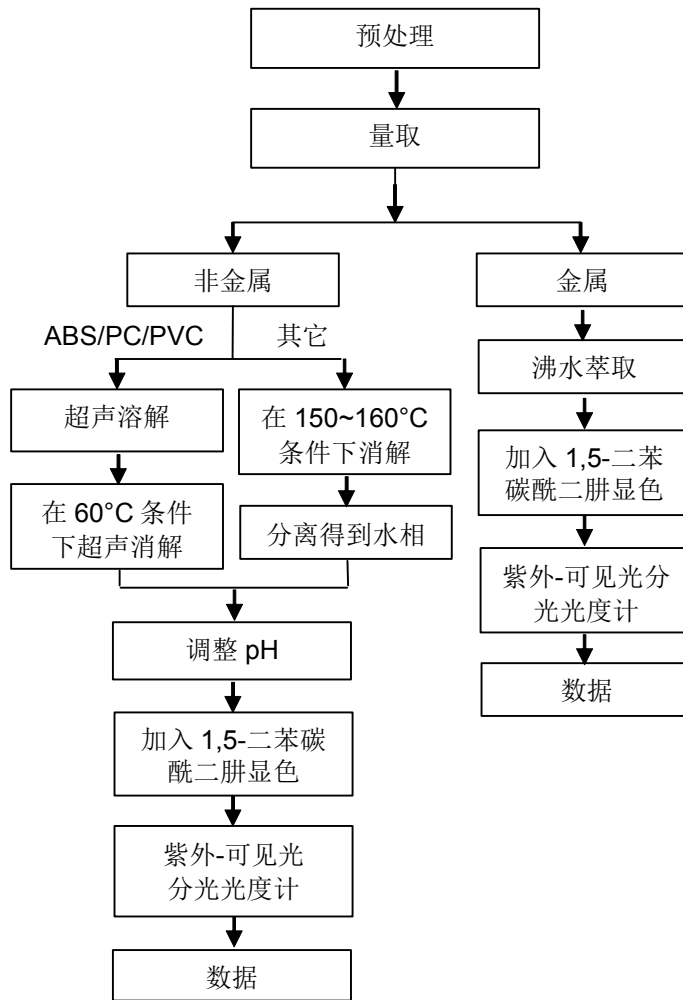 预处理
量取
非金属
金属
ABS/PC/PVC
其它
沸水萃取
超声溶解
在 150~160°C
条件下消解
加入 1,5-二苯
碳酰二肼显色
在 60°C 条件
下超声消解
分离得到水相
紫外-可见光分
光光度计
调整 pH
数据
加入 1,5-二苯碳
酰二肼显色
紫外-可见光
分光光度计
数据